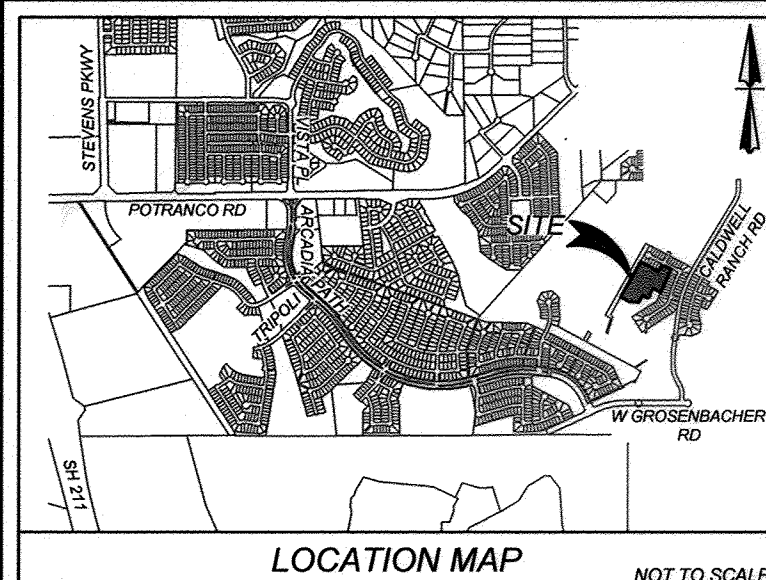 STEVENS PKWY
VISTA PL
POTRANCO RD
ARCADIA
PATH
SITE
CALDWELL
RANCH RD
TRIPOLI
W GROSENBACHER
RD
SH 211
LOCATION MAP
NOT TO SCALE